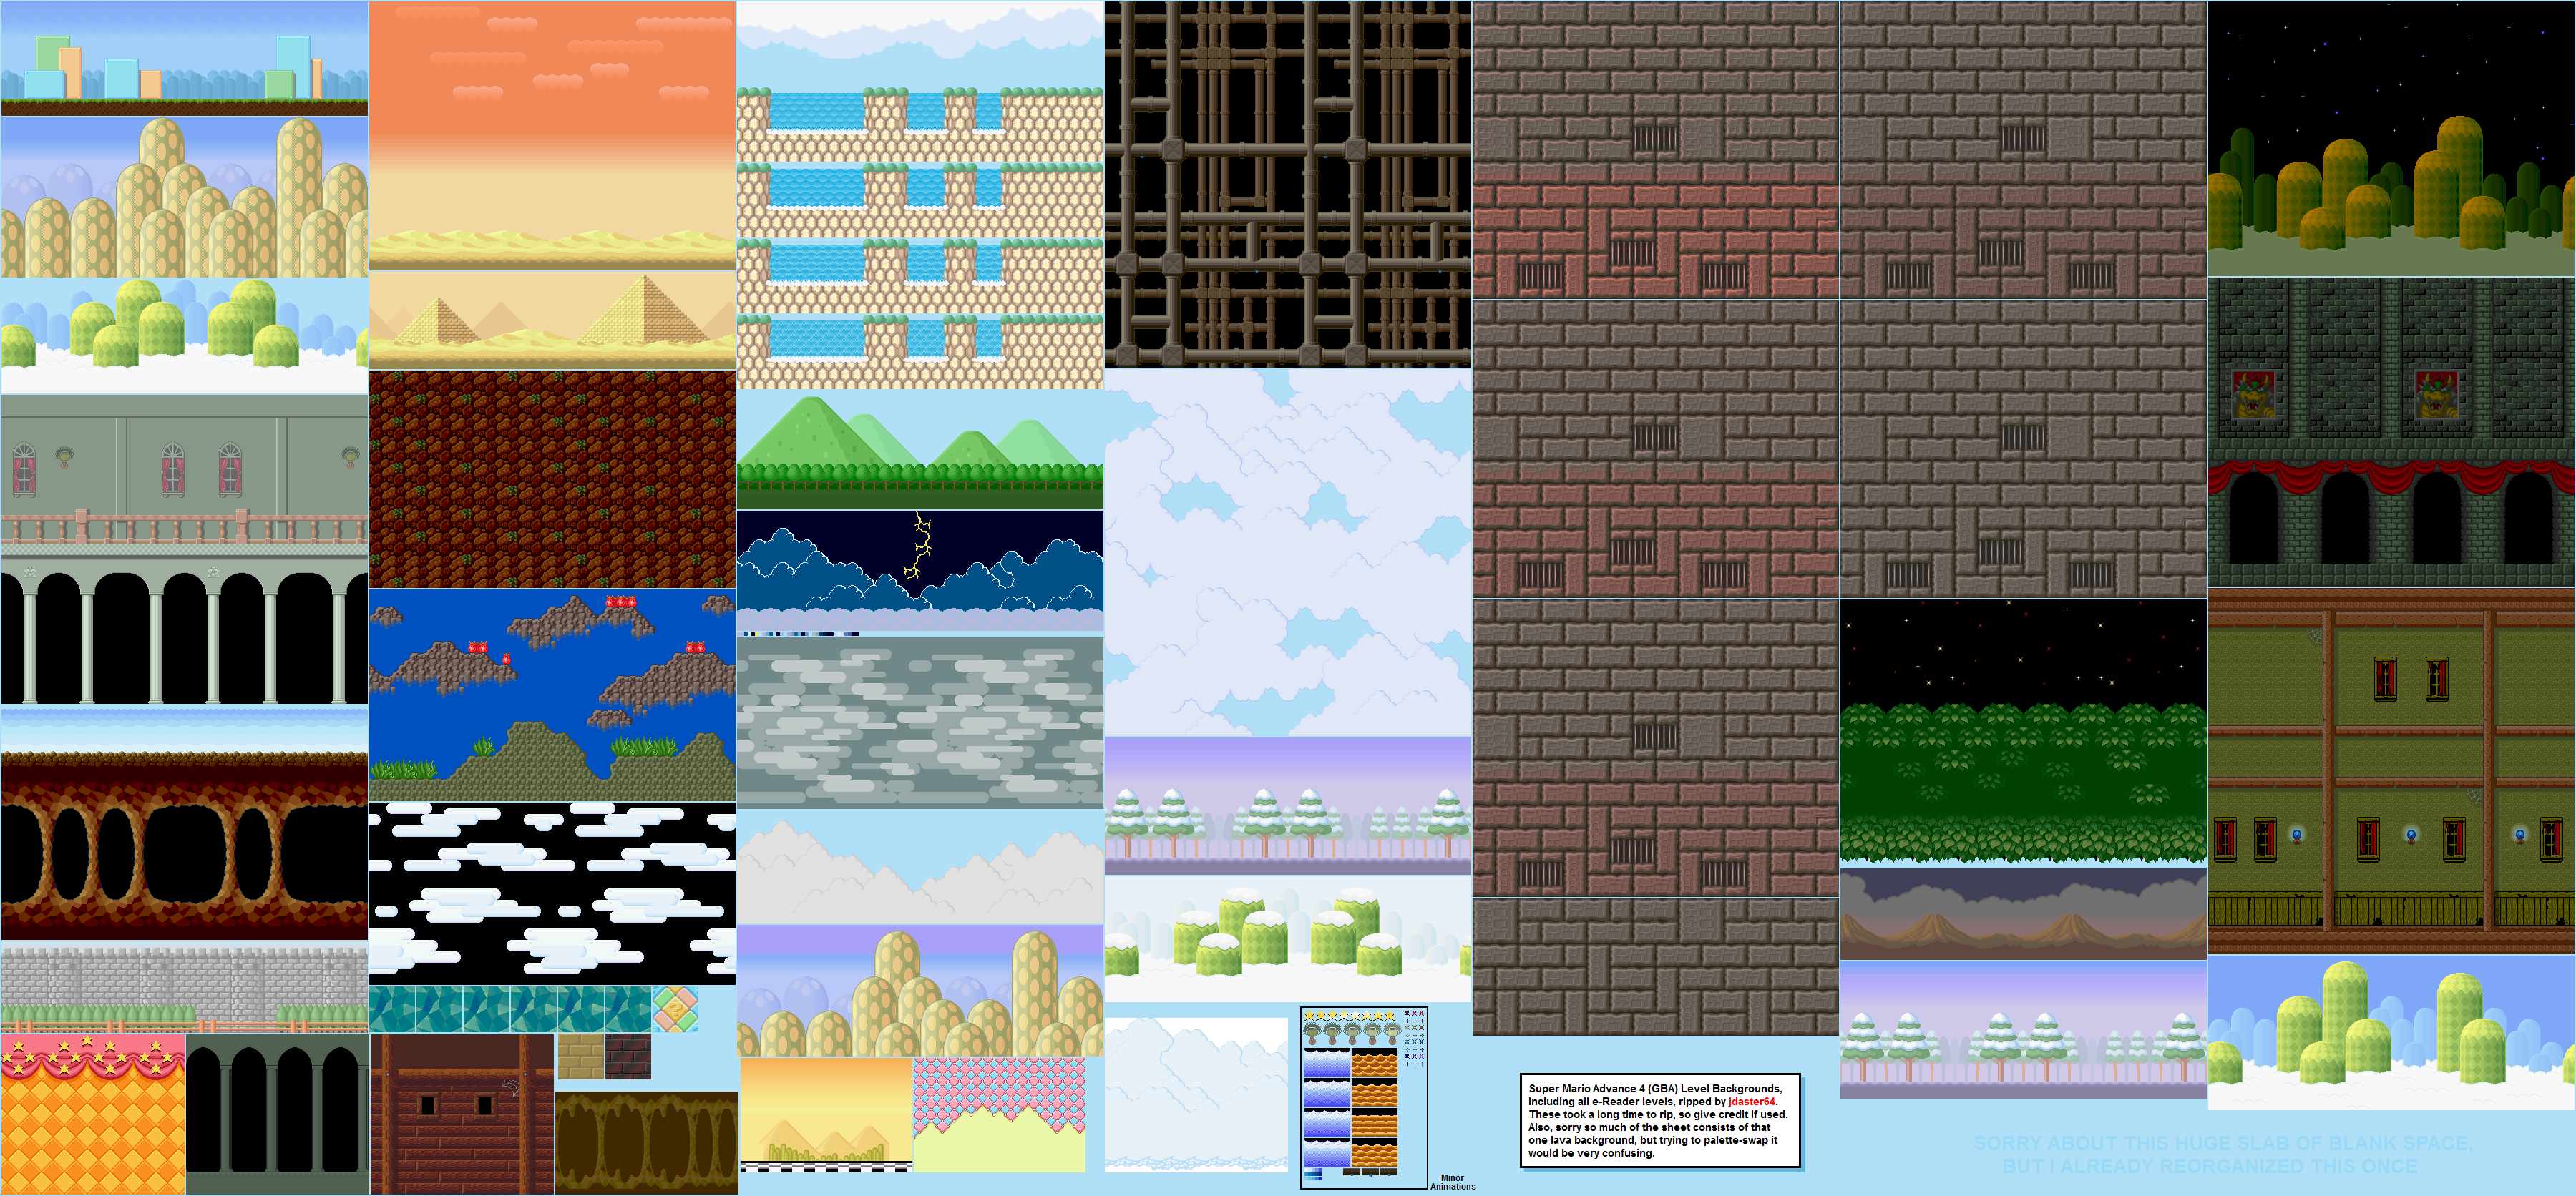 Super Mario Advance 4 (GBA) Level Backgrounds,
including all e-Reader levels, ripped by jdaster64.
These took a long time to rip, so give credit if used.
Also, sorry so much of the sheet consists of that
one lava background, but trying to palette-swap it
would be very confusing.
Minor
Animations
SORRY ABOUT THIS HUGE SLAB OF BLANK SPACE,
BUT I ALREADY REORGANIZED THIS ONCE